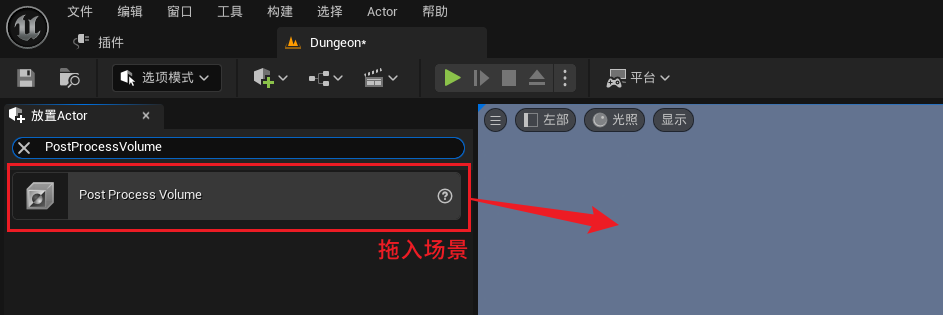 文件 编辑 窗口 工具 构建 选择 Actor 帮助
插件 Dungeon*
选项模式 平台
放置Actor
左部 光照 显示
PostProcessVolume
Post Process Volume
拖入场景